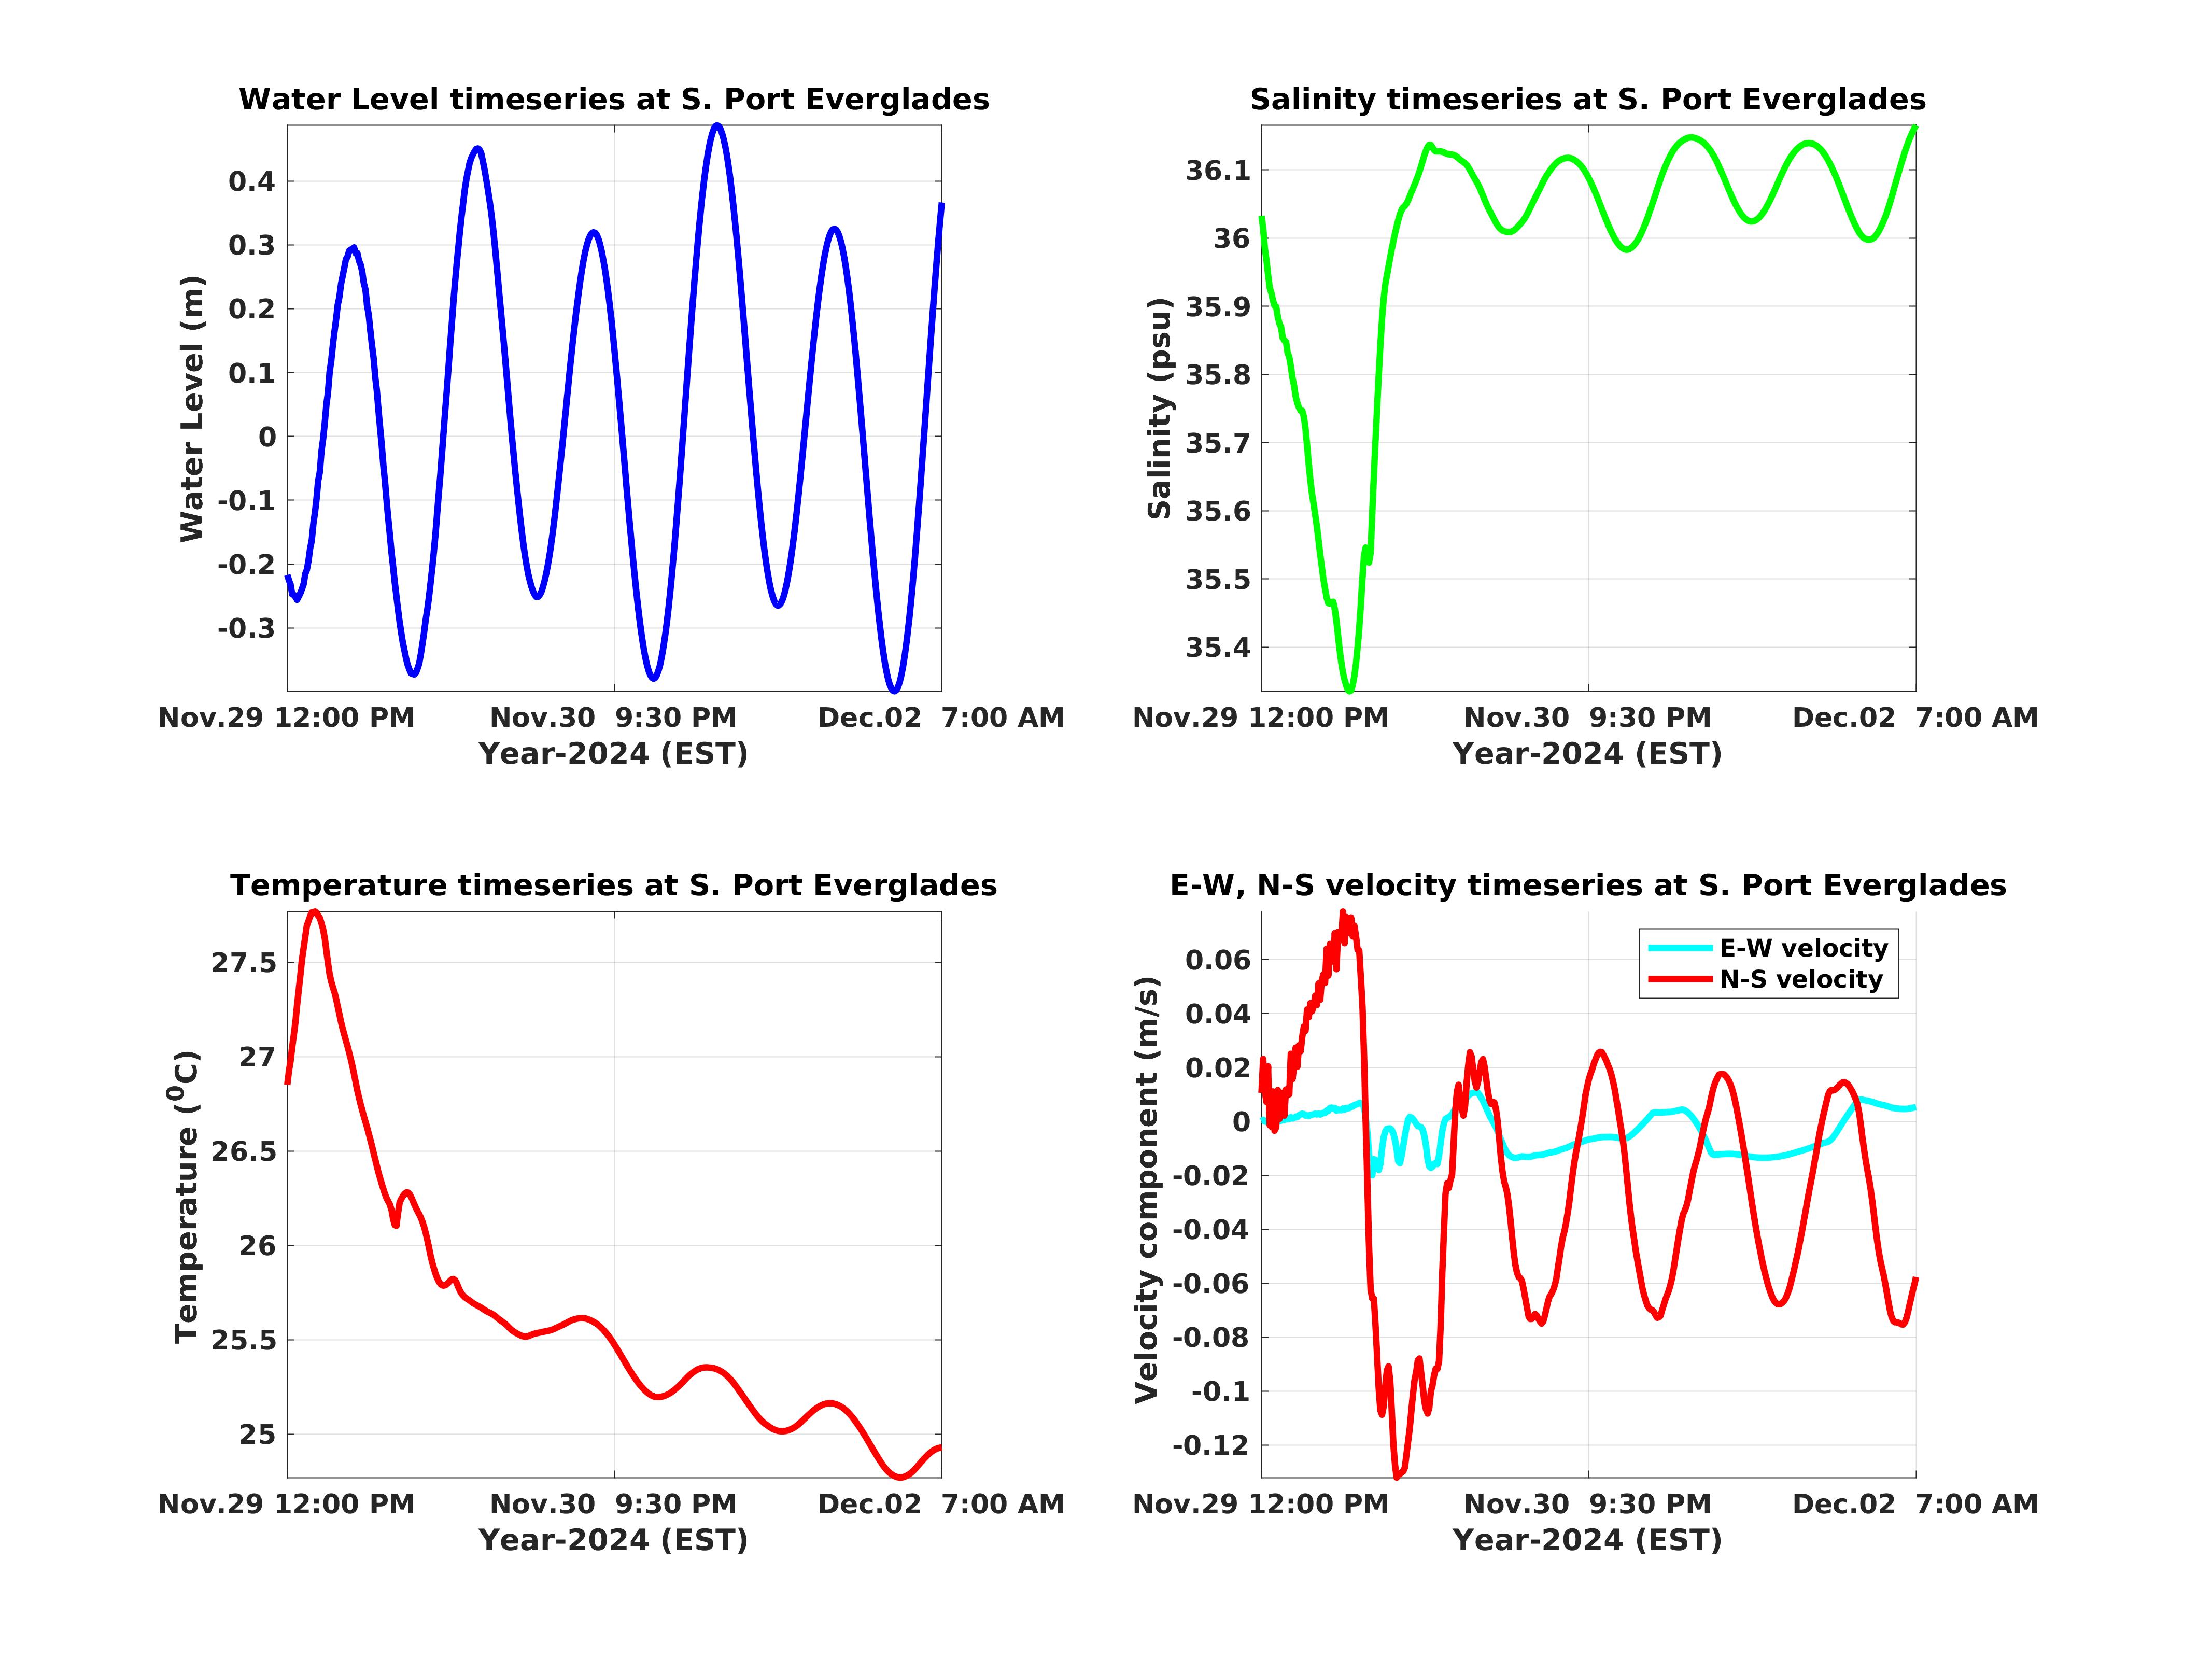 Water Level timeseries at S. Port Everglades
Water Level (m)
0.4
0.3
0.2
0.1
0
-0.1
-0.2
-0.3
Nov.29 12:00 PM
Nov.30 9:30 PM
Dec.02 7:00 AM
Year-2024 (EST)
Salinity timeseries at S. Port Everglades
Salinity (psu)
36.1
36
35.9
35.8
35.7
35.6
35.5
35.4
Nov.29 12:00 PM
Nov.30 9:30 PM
Dec.02 7:00 AM
Year-2024 (EST)
Temperature timeseries at S. Port Everglades
Temperature (⁰C)
27.5
27
26.5
26
25.5
25
Nov.29 12:00 PM
Nov.30 9:30 PM
Dec.02 7:00 AM
Year-2024 (EST)
E-W, N-S velocity timeseries at S. Port Everglades
Velocity component (m/s)
0.06
0.04
0.02
0
-0.02
-0.04
-0.06
-0.08
-0.1
-0.12
E-W velocity
N-S velocity
Nov.29 12:00 PM
Nov.30 9:30 PM
Dec.02 7:00 AM
Year-2024 (EST)